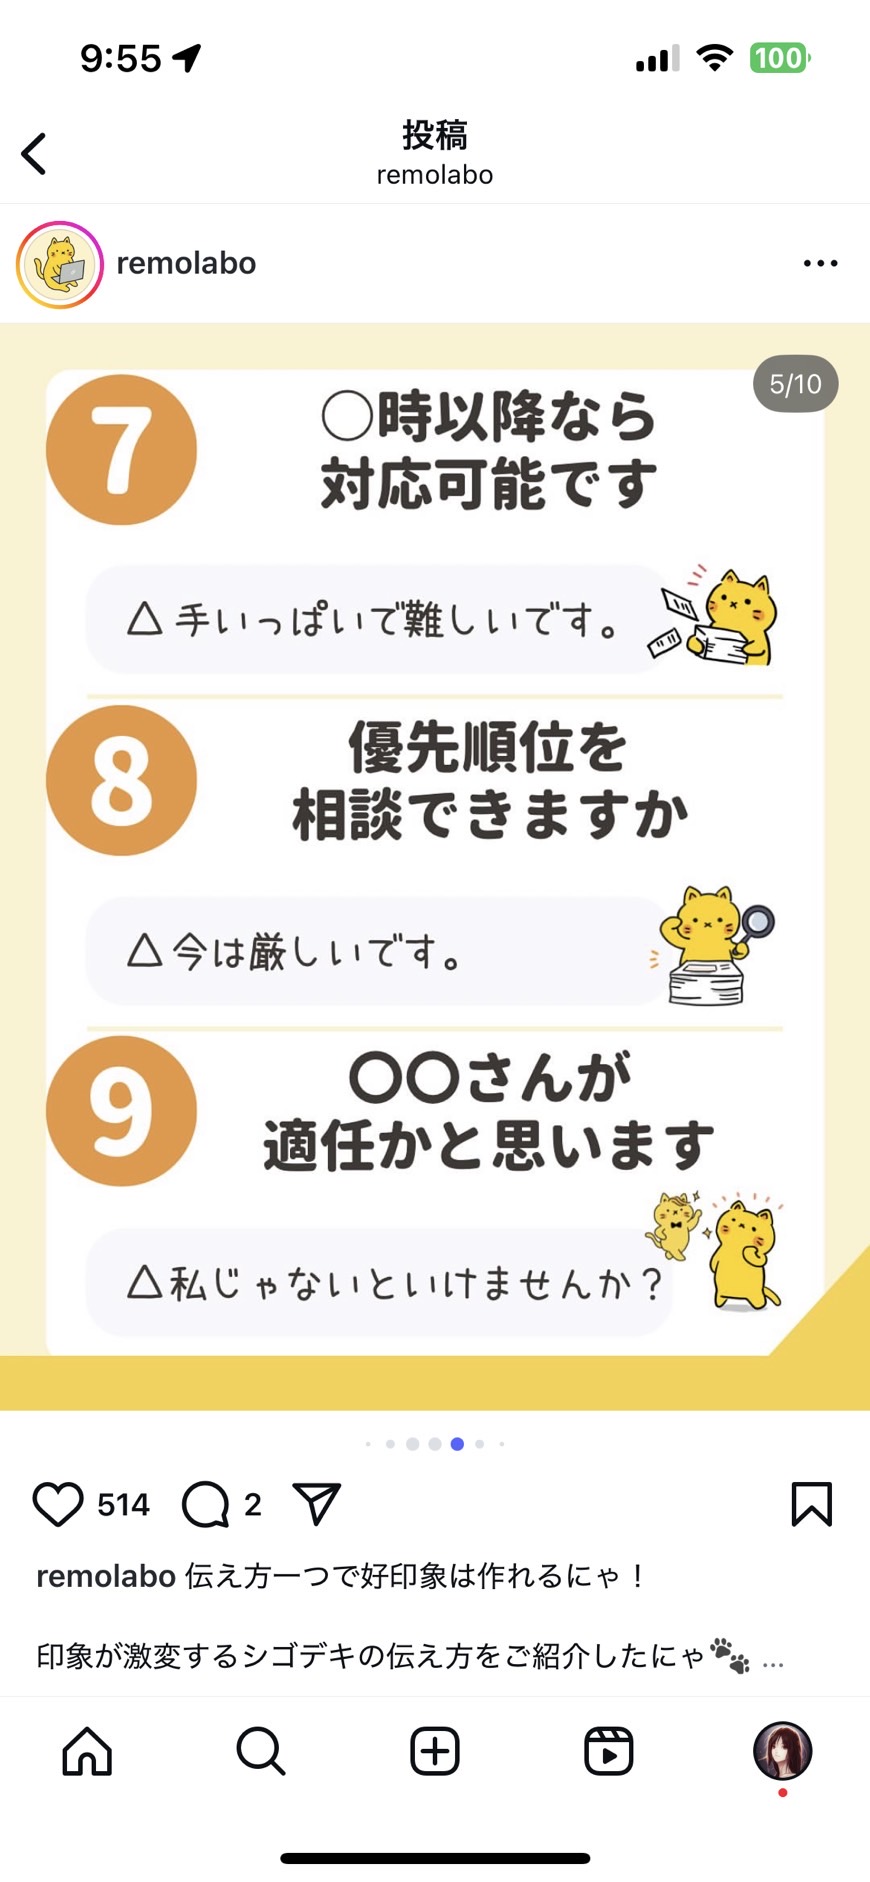 9:55
100
投稿
remolabo
remolabo
5/10
7
○時以降なら
対応可能です
△ 手いっぱいで難しいです。
8
優先順位を
相談できますか
△ 今は厳しいです。
9
〇〇さんが
適任かと思います
△私じゃないといけませんか？
514
2
remolabo 伝え方一つで好印象は作れるにゃ！
印象が激変するシゴデキの伝え方をご紹介したにゃ🐾 ...